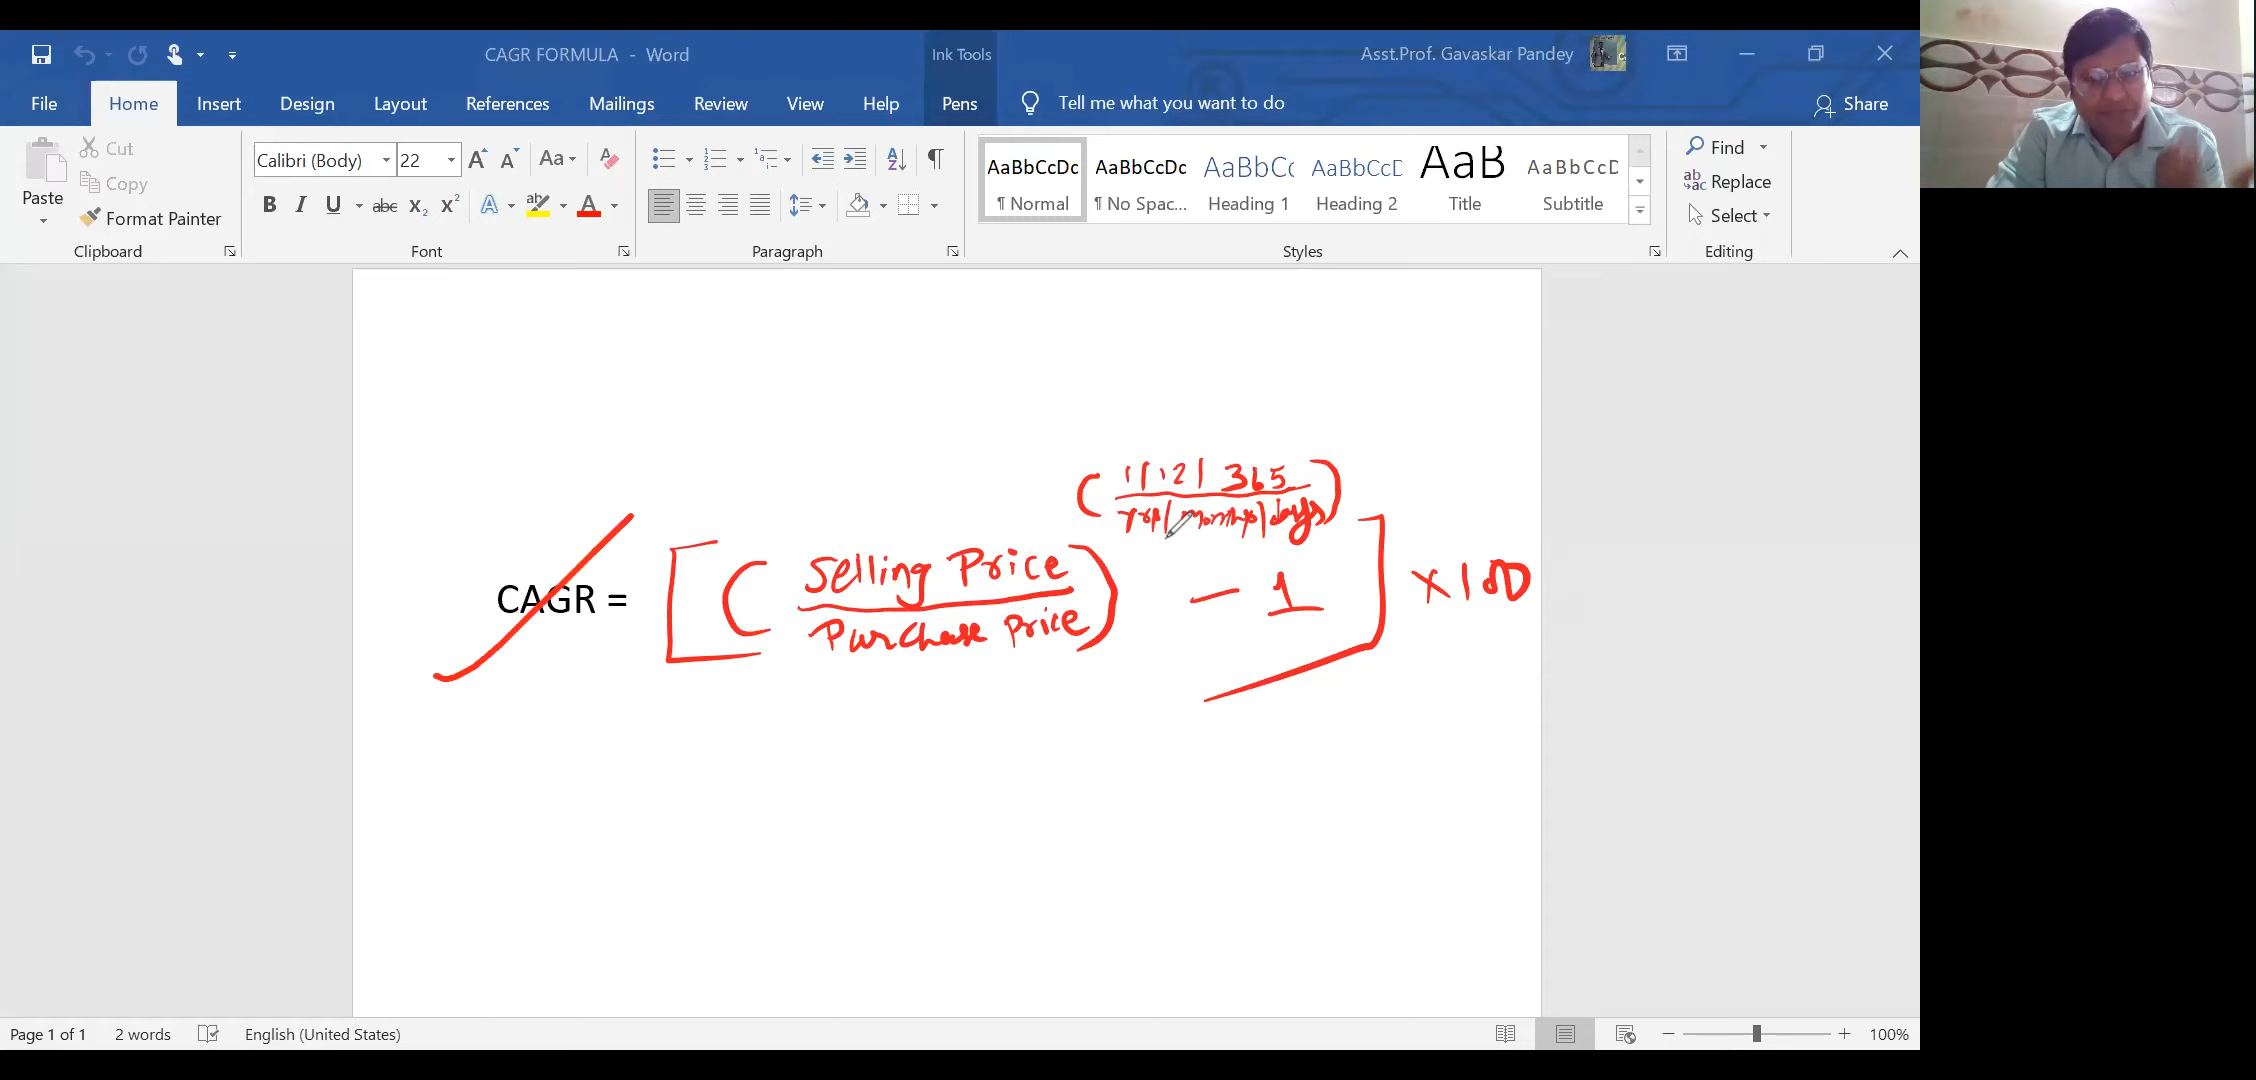 CAGR FORMULA - Word
Ink Tools
Asst.Prof. Gavaskar Pandey
File Home Insert Design Layout References Mailings Review View Help Pens Tell me what you want to do Share
Paste
Cut
Copy
Format Painter
Clipboard
Calibri (Body) 22
Font
Paragraph
AaBbCcDc AaBbCcDc AaBbCc AaBbCcD AaB AaBbCcD
¶ Normal ¶ No Spac... Heading 1 Heading 2 Title Subtitle
Styles
Find
Replace
Select
Editing
( 1/12/365
yrs/months/days )
CAGR = [ ( Selling Price
Purchase Price ) - 1 ] x100
Page 1 of 1 2 words English (United States) 100%